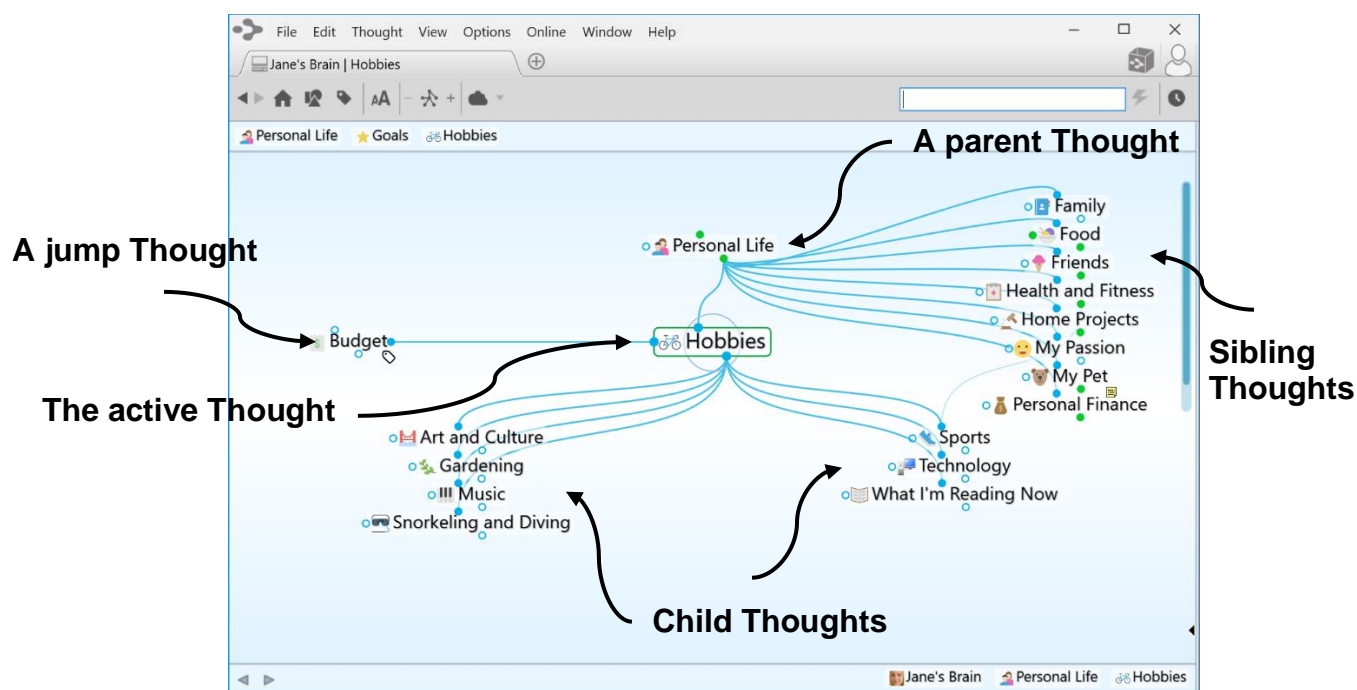 File Edit Thought View Options Online Window Help
Jane's Brain | Hobbies
AA
Personal Life Goals Hobbies
A parent Thought
Family
Food
Friends
Health and Fitness
Home Projects
My Passion
My Pet
Personal Finance
Personal Life
A jump Thought
Budget
Hobbies
Sibling
Thoughts
The active Thought
Art and Culture
Gardening
Music
Snorkeling and Diving
Sports
Technology
What I'm Reading Now
Child Thoughts
Jane's Brain Personal Life Hobbies